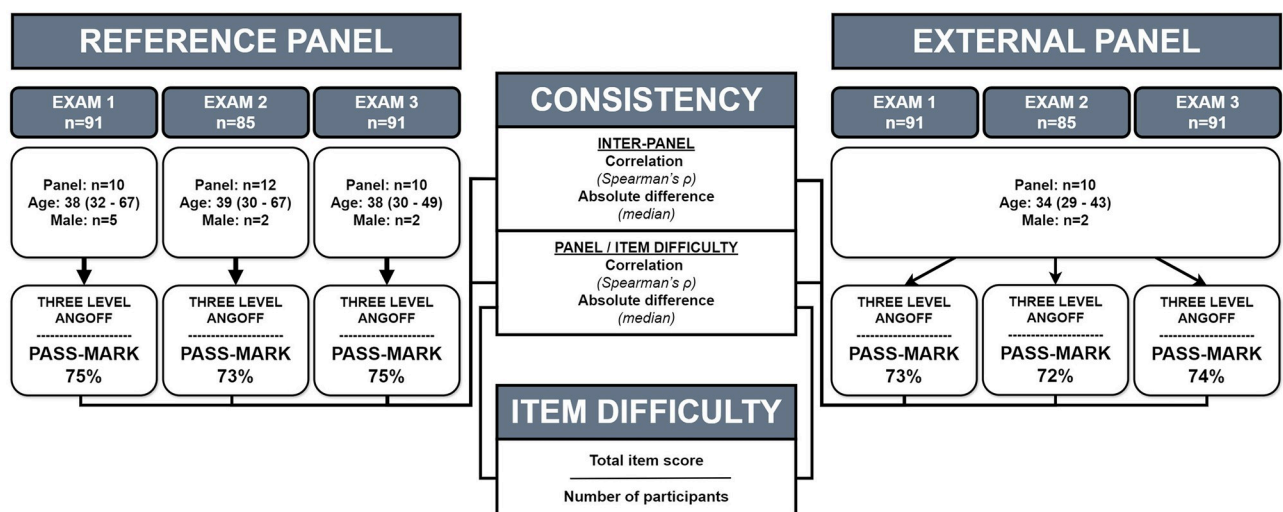 REFERENCE PANEL
EXAM 1
n=91
EXAM 2
n=85
EXAM 3
n=91
Panel: n=10
Age: 38 (32 - 67)
Male: n=5
Panel: n=12
Age: 39 (30 - 67)
Male: n=2
Panel: n=10
Age: 38 (30 - 49)
Male: n=2
THREE LEVEL
ANGOFF
----------------------
PASS-MARK
75%
THREE LEVEL
ANGOFF
----------------------
PASS-MARK
73%
THREE LEVEL
ANGOFF
----------------------
PASS-MARK
75%
CONSISTENCY
INTER-PANEL
Correlation
(Spearman's ρ)
Absolute difference
(median)
PANEL / ITEM DIFFICULTY
Correlation
(Spearman's ρ)
Absolute difference
(median)
ITEM DIFFICULTY
Total item score
Number of participants
EXTERNAL PANEL
EXAM 1
n=91
EXAM 2
n=85
EXAM 3
n=91
Panel: n=10
Age: 34 (29 - 43)
Male: n=2
THREE LEVEL
ANGOFF
----------------------
PASS-MARK
73%
THREE LEVEL
ANGOFF
----------------------
PASS-MARK
72%
THREE LEVEL
ANGOFF
----------------------
PASS-MARK
74%